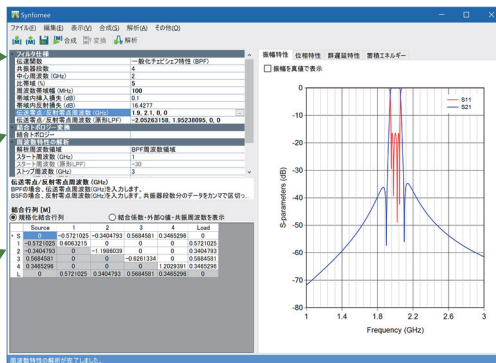 Synfomee
ファイル(F) 編集(E) 表示(V) 合成(S) 解析(A) その他(O)
合成 変換 解析
フィルタ仕様
伝達関数 一般化チェビシェフ特性 (BPF)
共振器段数 4
中心周波数 (GHz) 2
比帯域 (%) 5
周波数帯域幅 (MHz) 100
帯域内挿入損失 (dB) 0.1
帯域内反射損失 (dB) 16.4277
伝送零点/反射零点周波数 (GHz) 1.9, 2.1, 0, 0
伝送零点/反射零点周波数 (原形LPF) -2.05263158, 1.95238095, 0, 0
結合トポロジー変換
結合トポロジー
周波数特性の解析
解析周波数領域 BPF周波数領域
スタート周波数 (GHz) 1
スタート周波数 (原形LPF) -30
ストップ周波数 (GHz) 3
伝送零点/反射零点周波数 (GHz)
BPFの場合、伝送零点周波数(GHz)を入力します。
BSFの場合、反射零点周波数(GHz)を入力します。共振器段数分のデータをカンマで区切っ...
結合行列 [M]
規格化結合行列 結合係数・外部Q値・共振周波数を表示
Source 1 2 3 4 Load
S 0 -0.5721025 -0.3404793 0.5684581 0.3465296 0
1 -0.5721025 0.6063215 0 0 0 0.5721025
2 -0.3404793 0 -1.1986039 0 0 0.3404793
3 0.5684581 0 0 -0.6261334 0 0.5684581
4 0.3465296 0 0 0 1.2029391 0.3465296
L 0 0.5721025 0.3404793 0.5684581 0.3465296 0
周波数特性の解析が完了しました。
振幅特性 位相特性 群遅延特性 蓄積エネルギー
振幅を真値で表示
S-parameters (dB)
0
-10
-20
-30
-40
-50
-60
-70
-80
S11
S21
1 1.4 1.8 2.2 2.6 3
Frequency (GHz)